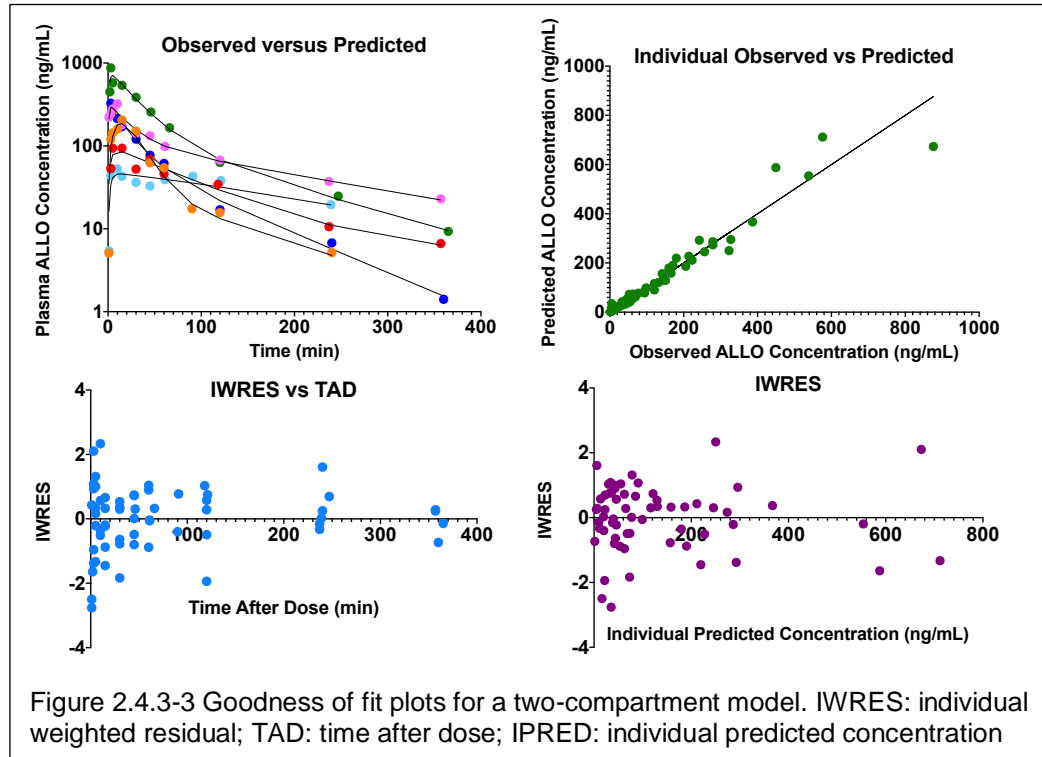 Observed versus Predicted
Plasma ALLO Concentration (ng/mL)
1000
100
10
1
0
100
200
300
400
Time (min)
Individual Observed vs Predicted
Predicted ALLO Concentration (ng/mL)
1000
800
600
400
200
0
0
200
400
600
800
1000
Observed ALLO Concentration (ng/mL)
IWRES vs TAD
IWRES
4
2
0
-2
-4
100
200
300
400
Time After Dose (min)
IWRES
IWRES
4
2
0
-2
-4
200
400
600
800
Individual Predicted Concentration (ng/mL)
Figure 2.4.3-3 Goodness of fit plots for a two-compartment model. IWRES: individual
weighted residual; TAD: time after dose; IPRED: individual predicted concentration